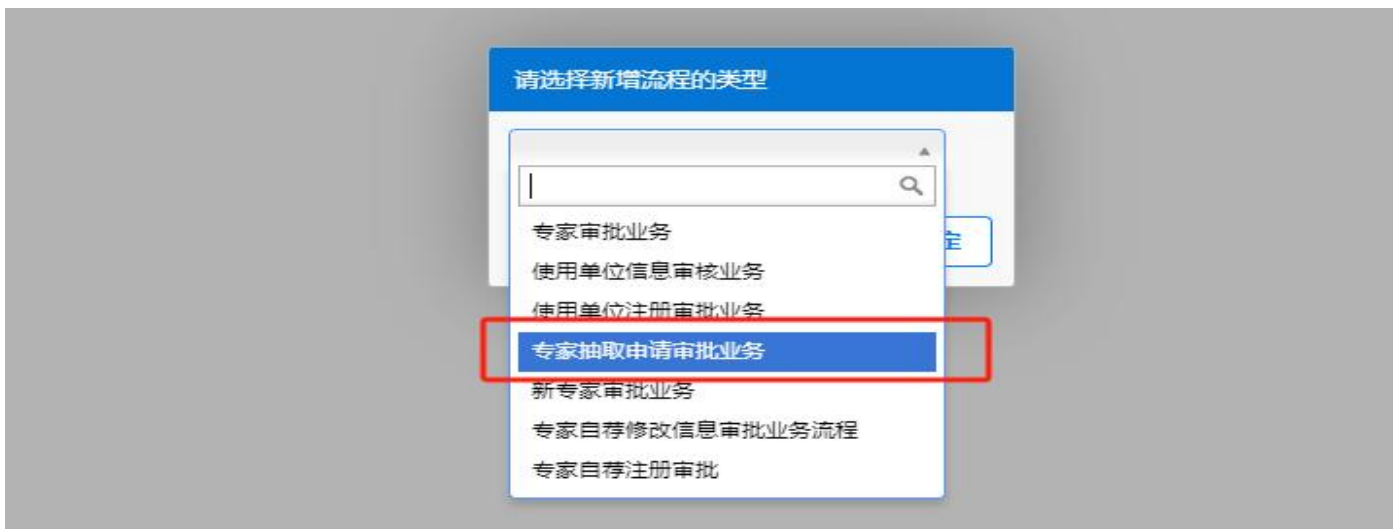 请选择新增流程的类型
专家审批业务
使用单位信息审核业务
使用单位注册审批业务
专家抽取申请审批业务
新专家审批业务
专家自荐修改信息审批业务流程
专家自荐注册审批
定